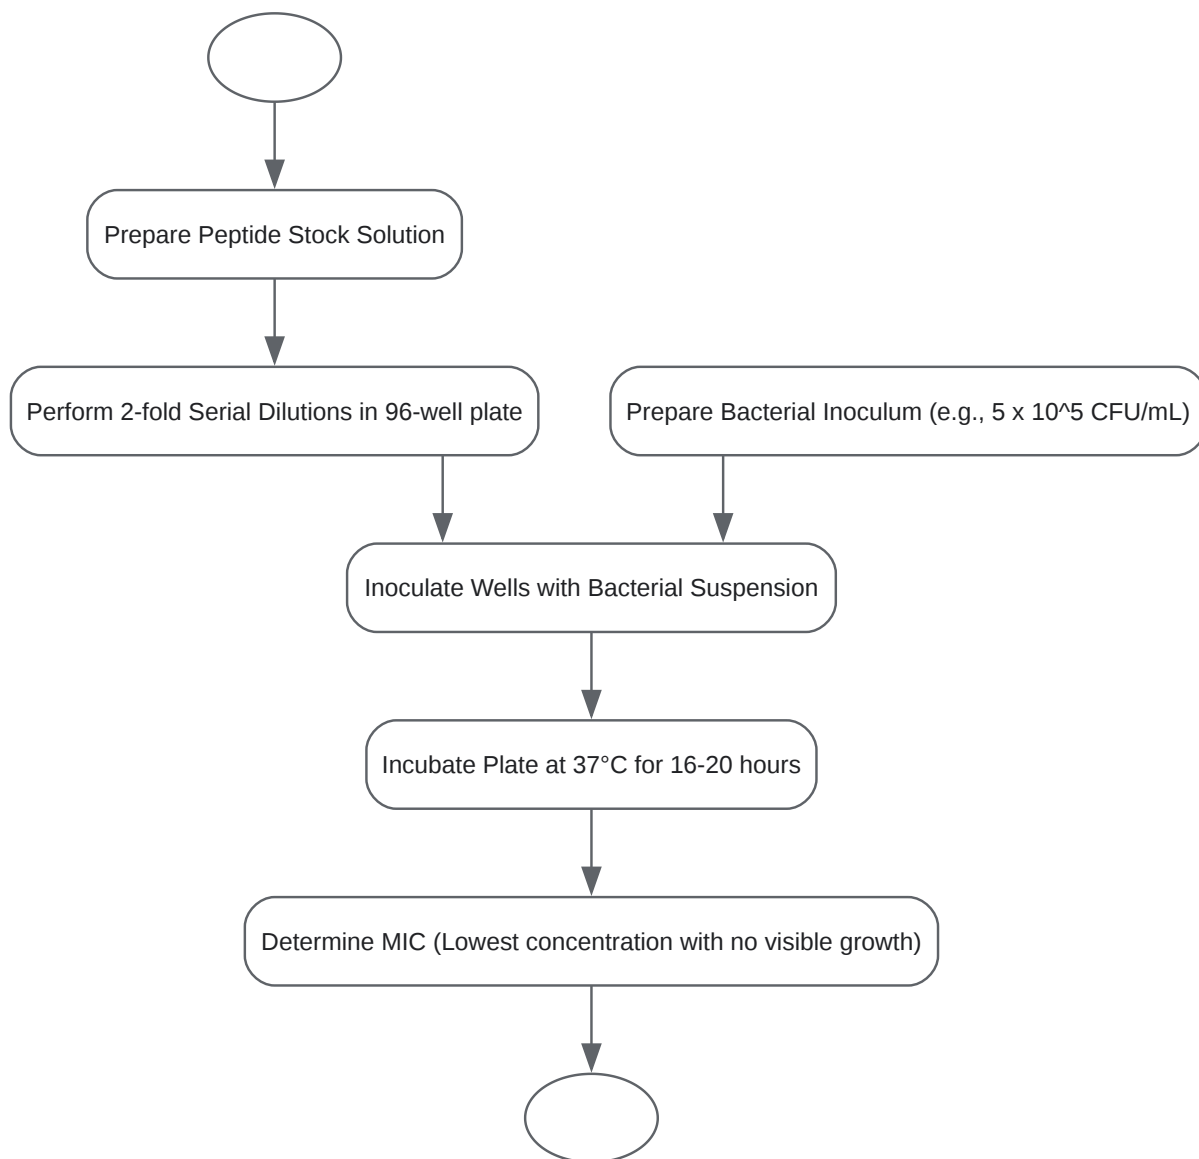 Prepare Peptide Stock Solution
Perform 2-fold Serial Dilutions in 96-well plate
Prepare Bacterial Inoculum (e.g., 5 x 10^5 CFU/mL)
Inoculate Wells with Bacterial Suspension
Incubate Plate at 37°C for 16-20 hours
Determine MIC (Lowest concentration with no visible growth)